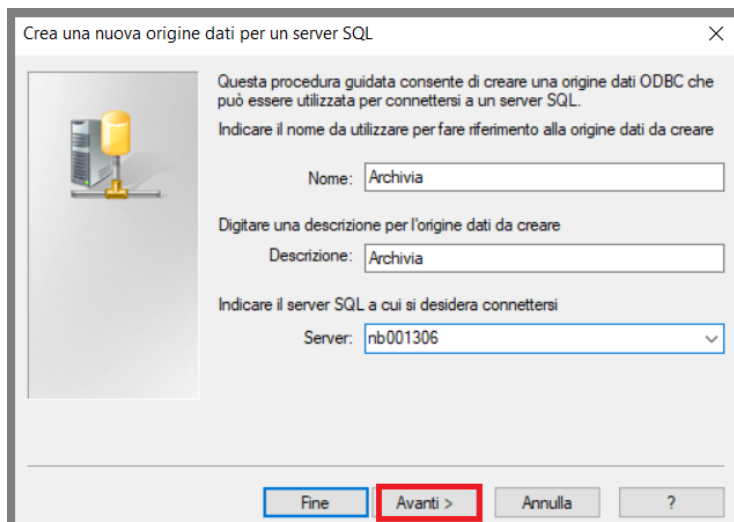 Crea una nuova origine dati per un server SQL
Questa procedura guidata consente di creare una origine dati ODBC che
può essere utilizzata per connettersi a un server SQL.
Indicare il nome da utilizzare per fare riferimento alla origine dati da creare
Nome: Archivia
Digitare una descrizione per l'origine dati da creare
Descrizione: Archivia
Indicare il server SQL a cui si desidera connettersi
Server: nb001306
Fine Avanti > Annulla ?